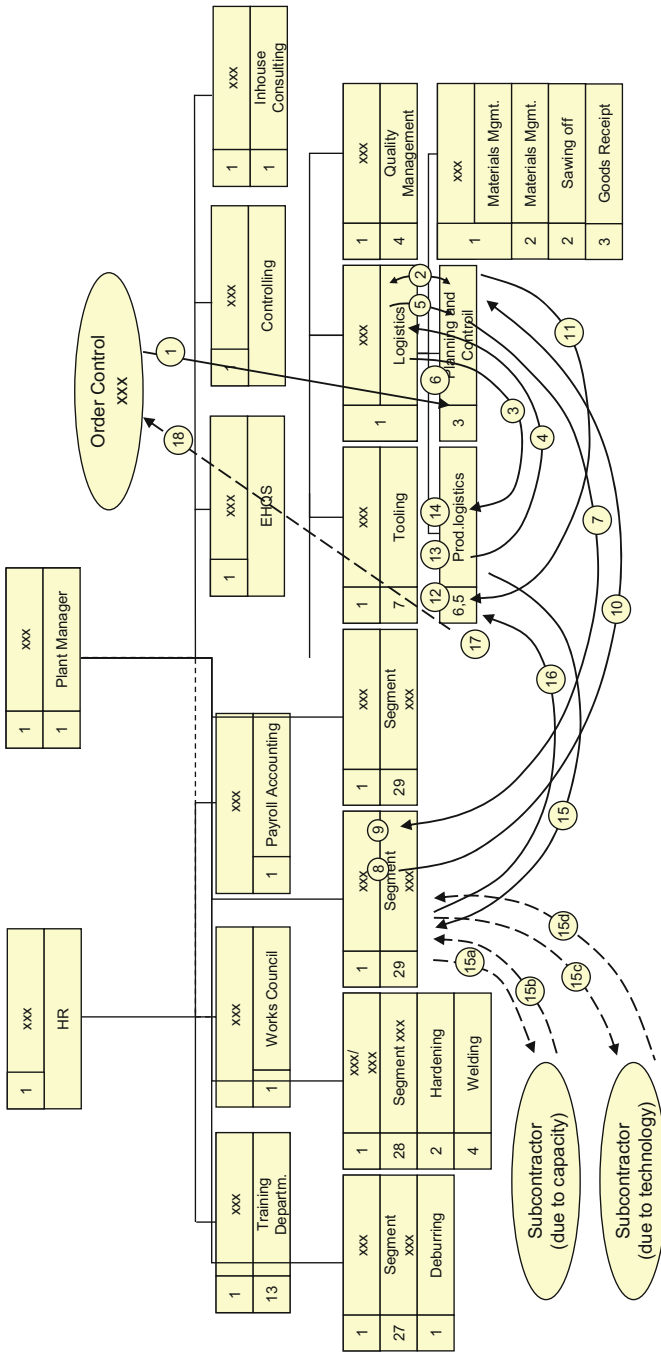 1
xxx
HR
1
xxx
1
Plant Manager
Order Control
xxx
1
xxx
13
Training
Departm.
xxx
1
Works Council
xxx
1
Payroll Accounting
1
xxx
EHQS
1
xxx
Controlling
1
xxx
1
Inhouse
Consulting
18
1
1
xxx
27
Segment
xxx
1
Deburring
1
xxx/
xxx
28
Segment xxx
2
Hardening
4
Welding
1
xxx
29
Segment
xxx
8
9
1
xxx
29
Segment
xxx
1
xxx
7
Tooling
1
xxx
Logistics
1
xxx
4
Quality
Management
12
13
14
6
5
2
6,5
Prod.logistics
3
Planning and
Controil
1
xxx
Materials Mgmt.
2
Materials Mgmt.
2
Sawing off
3
Goods Receipt
17
3
4
11
15a
15b
15c
15d
16
15
7
10
Subcontractor
(due to capacity)
Subcontractor
(due to technology)